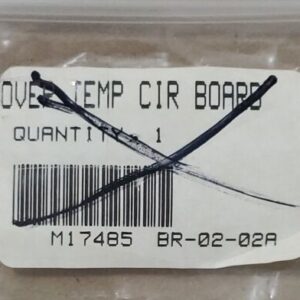 OVER TEMP CIR BOARD
QUANTITY: 1
M17485 BR-02-02A